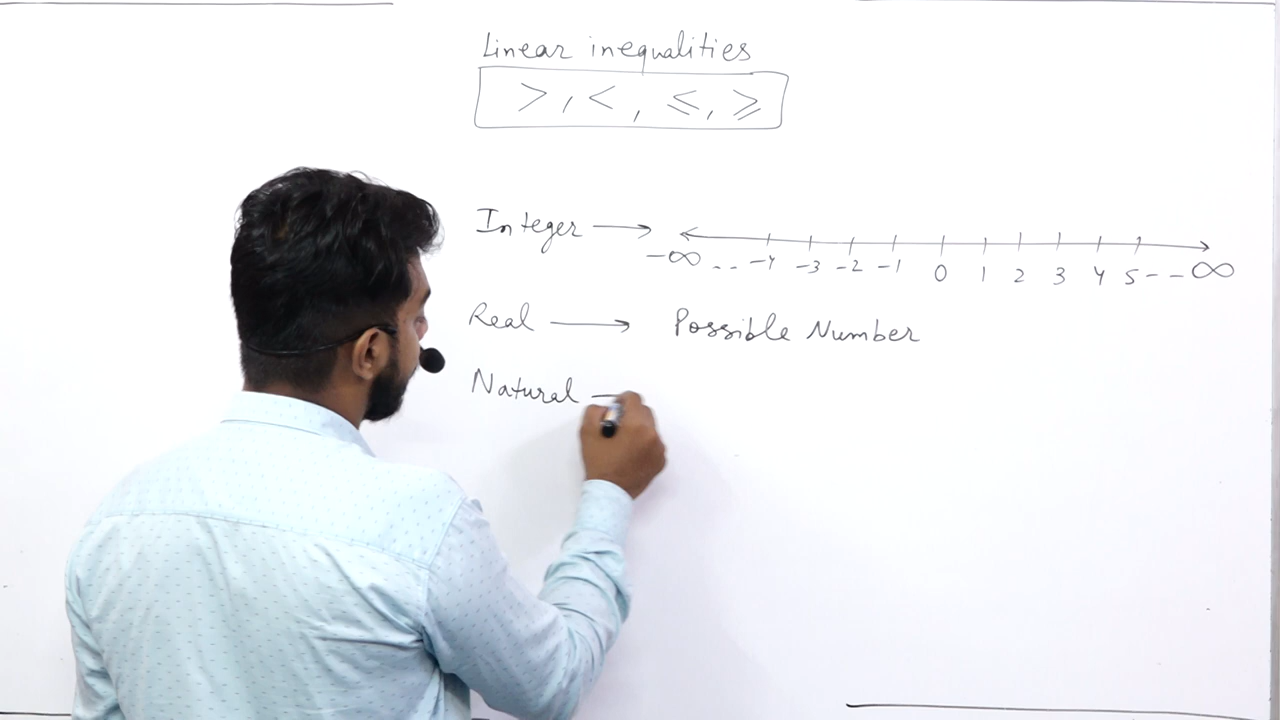 Linear inequalities
>, <, ≤, ≥
Integer →
-∞ -- -4 -3 -2 -1 0 1 2 3 4 5 -- ∞
Real → Possible Number
Natural —